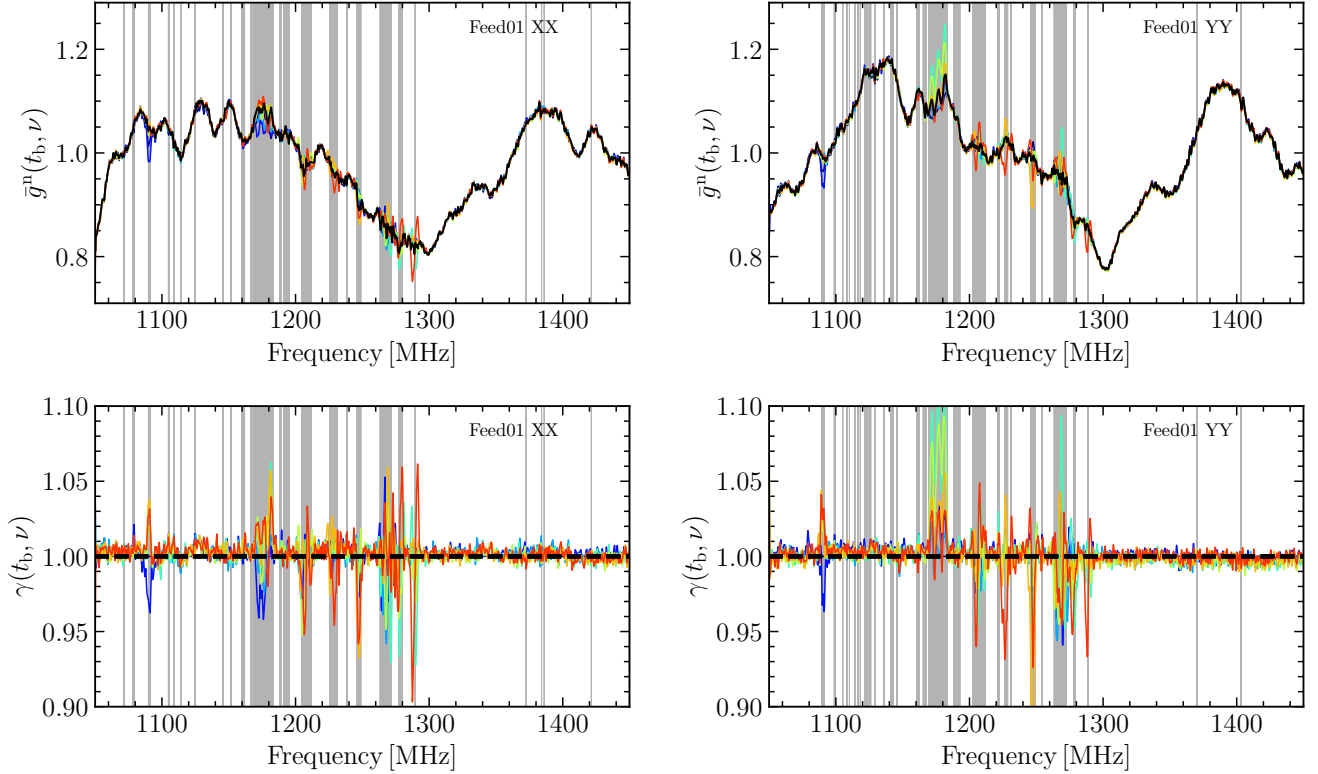 Feed01 XX
1.2
1.0
0.8
ḡⁿ(t_b, ν)
1100 1200 1300 1400
Frequency [MHz]
Feed01 YY
1.2
1.0
0.8
ḡⁿ(t_b, ν)
1100 1200 1300 1400
Frequency [MHz]
Feed01 XX
1.10
1.05
1.00
0.95
0.90
γ(t_b, ν)
1100 1200 1300 1400
Frequency [MHz]
Feed01 YY
1.10
1.05
1.00
0.95
0.90
γ(t_b, ν)
1100 1200 1300 1400
Frequency [MHz]